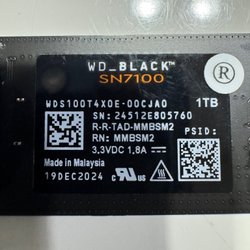 WD_BLACK™
SN7100
®
WDS100T4X0E-00CJA0 1TB
SN: 24512E805760
R-R-TAD-MMBSM2
RN: MMBSM2
PSID:
3,3VDC 1,8A
Made in Malaysia
19DEC2024